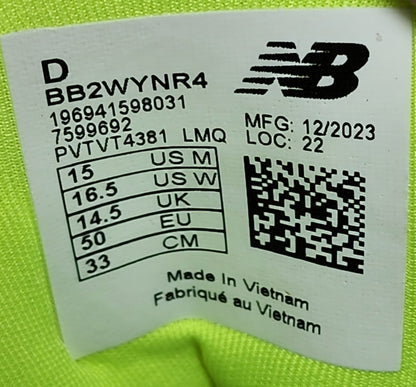 D
BB2WYNR4
196941598031
7599692
PVTVT4381 LMQ
15 US M
16.5 US W
14.5 UK
50 EU
33 CM
NB
MFG: 12/2023
LOC: 22
Made In Vietnam
Fabriqué au Vietnam